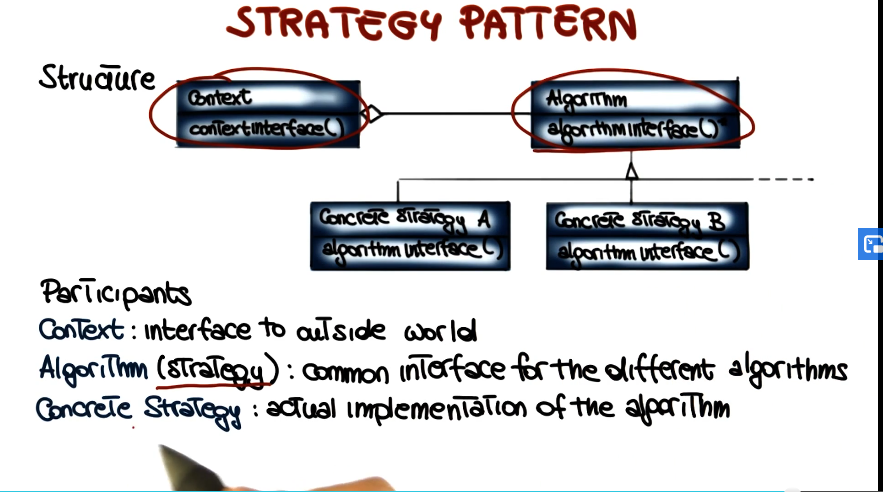 STRATEGY PATTERN
Structure
Context
contextinterface()
Algorithm
algorithminterface()
Concrete Strategy A
algorithm interface()
Concrete Strategy B
algorithm interface()
Participants
Context: interface to outside world
Algorithm (strategy): common interface for the different algorithms
Concrete Strategy: actual implementation of the algorithm